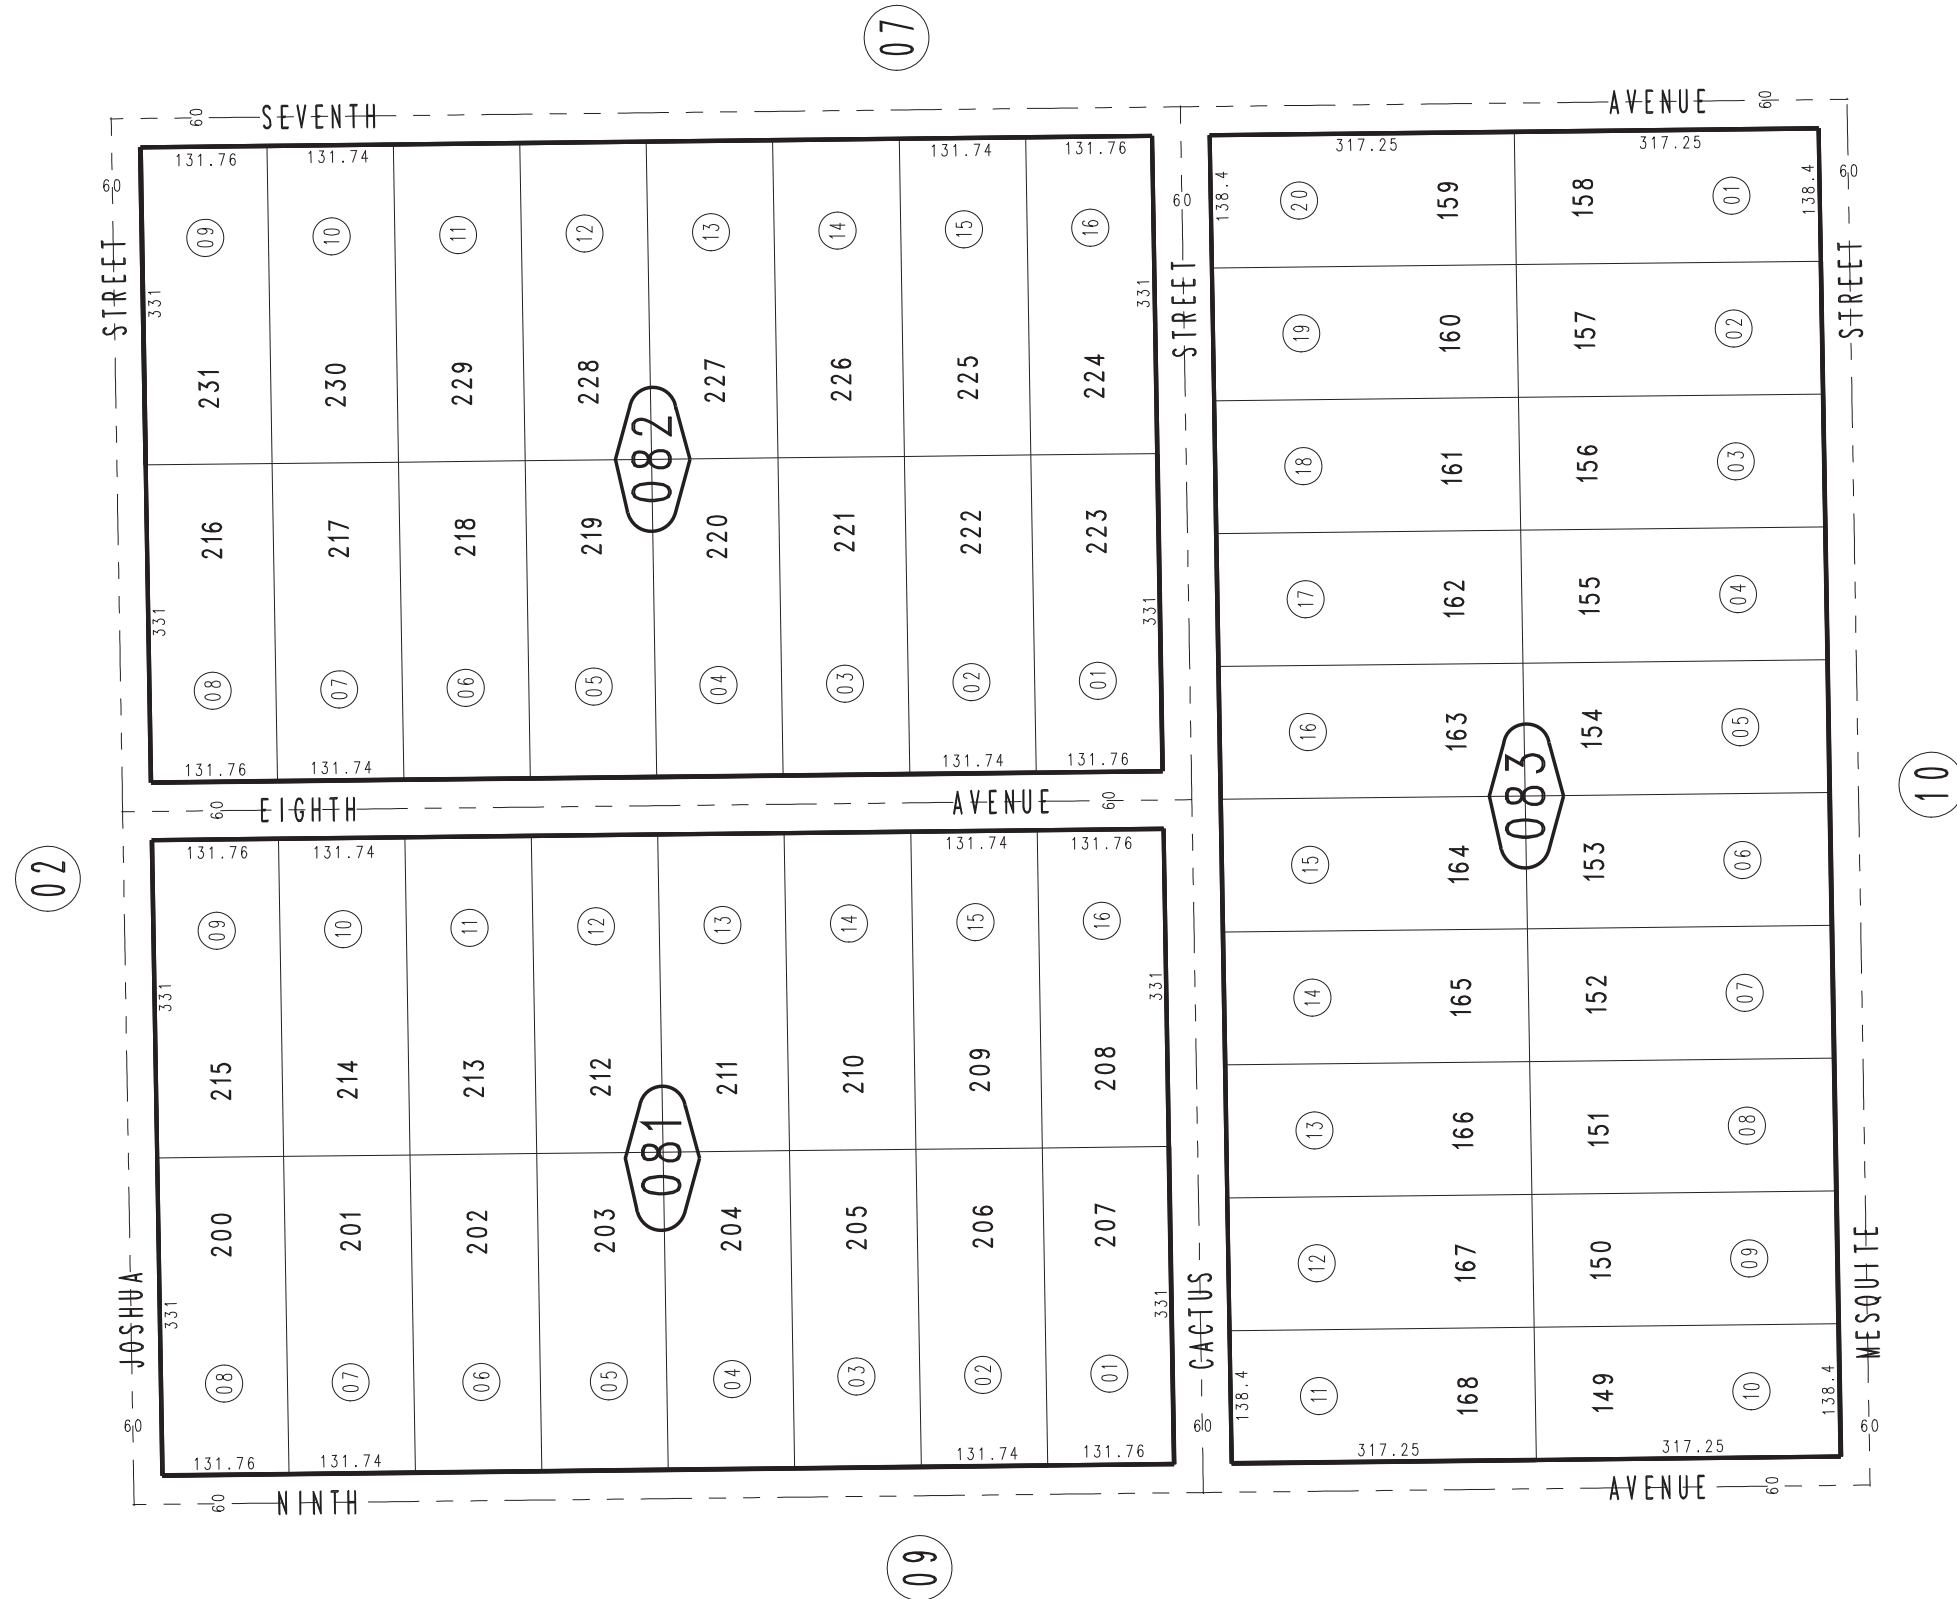 07
60 SEVENTH AVENUE 60
131.76 131.74 131.74 131.76 317.25 317.25
60 60 138.4 138.4 60
09 10 11 12 13 14 15 16 20 159 158 01
STREET STREET STREET
331 331
19 160 157 02
231 230 229 228 227 226 225 224
082
18 161 156 03
216 217 218 219 220 221 222 223
331 331
17 162 155 04
08 07 06 05 04 03 02 01
16 163 154 05
131.76 131.74 131.74 131.76
083
10
60 EIGHTH AVENUE 60
131.76 131.74 131.74 131.76
02
15 164 153 06
09 10 11 12 13 14 15 16
331 331
14 165 152 07
215 214 213 212 211 210 209 208
13 166 151 08
081
200 201 202 203 204 205 206 207
12 167 150 09
JOSHUA CACTUS MESQUITE
331 331
08 07 06 05 04 03 02 01
11 168 149 10
138.4 138.4
60 60 60
131.76 131.74 131.74 131.76 317.25 317.25
60 NINTH AVENUE 60
09